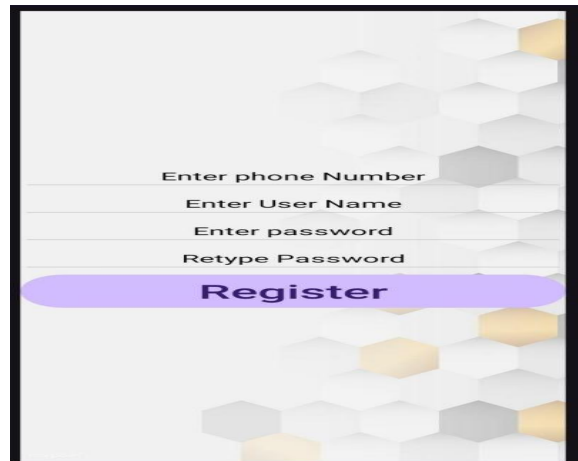 Enter phone Number
Enter User Name
Enter password
Retype Password
Register